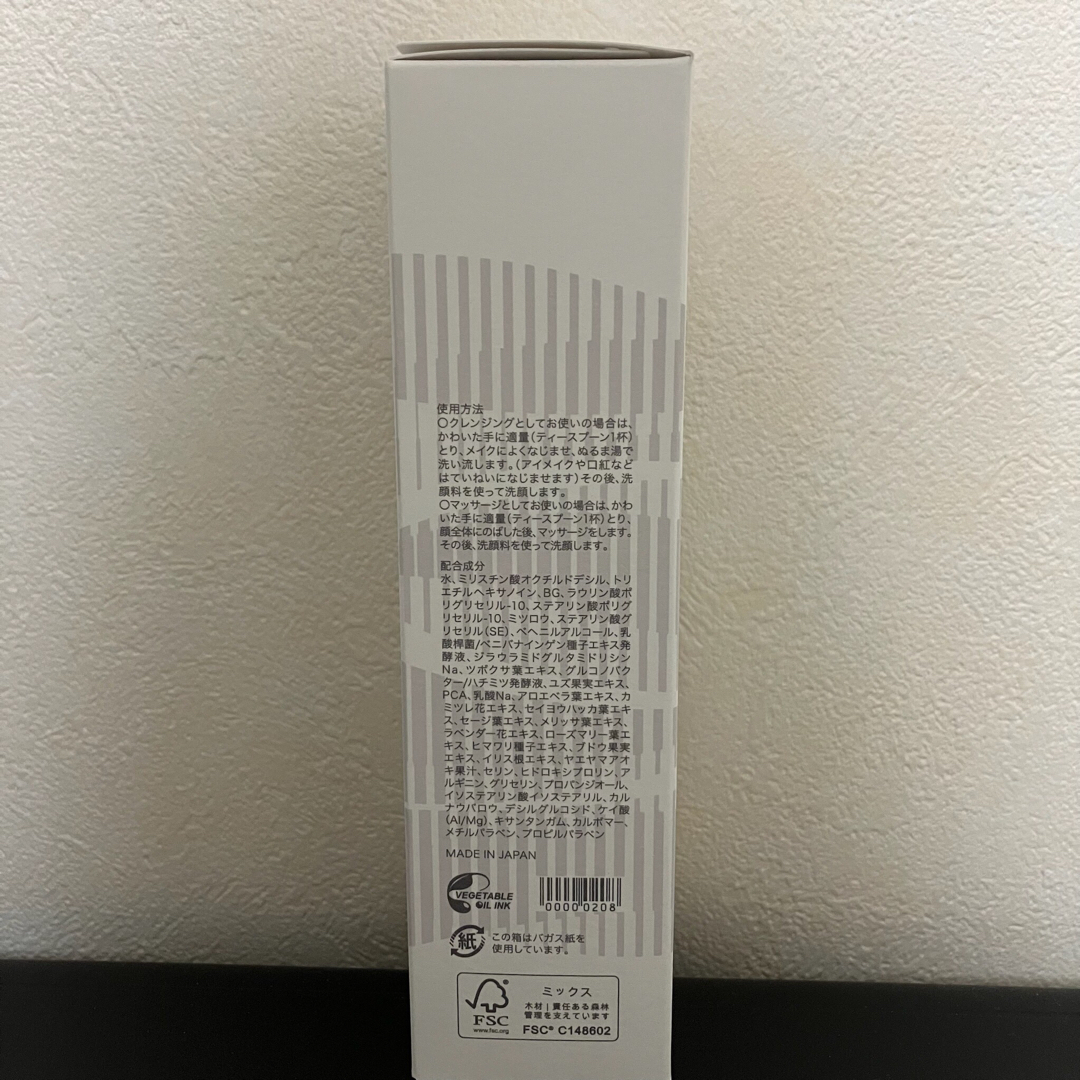 使用方法
〇クレンジングとしてお使いの場合は、
かわいた手に適量(ティースプーン1杯)
とり、メイクによくなじませ、ぬるま湯で
洗い流します。(アイメイクや口紅など
はていねいになじませます)その後、洗
顔料を使って洗顔します。
〇マッサージとしてお使いの場合は、かわ
いた手に適量(ティースプーン1杯)とり、
顔全体にのばした後、マッサージをします。
その後、洗顔料を使って洗顔します。
配合成分
水、ミリスチン酸オクチルドデシル、トリ
エチルヘキサノイン、BG、ラウリン酸ポ
リグリセリル-10、ステアリン酸ポリグ
リセリル-10、ミツロウ、ステアリン酸グ
リセリル(SE)、ベヘニルアルコール、乳
酸桿菌/ベニバナインゲン種子エキス発
酵液、ジラウラミドグルタミドリシン
Na、ツボクサ葉エキス、グルコノバク
ター/ハチミツ発酵液、ユズ果実エキス、
PCA、乳酸Na、アロエベラ葉エキス、カ
ミツレ花エキス、セイヨウハッカ葉エキ
ス、セージ葉エキス、メリッサ葉エキス、
ラベンダー花エキス、ローズマリー葉エ
キス、ヒマワリ種子エキス、ブドウ果実
エキス、イリス根エキス、ヤエヤマアオ
キ果汁、セリン、ヒドロキシプロリン、ア
ルギニン、グリセリン、プロパンジオール、
イソステアリン酸イソステアリル、カル
ナウバロウ、デシルグルコシド、ケイ酸
(Al/Mg)、キサンタンガム、カルボマー、
メチルパラベン、プロピルパラベン
MADE IN JAPAN
VEGETABLE
OIL INK
0000 0208
紙
この箱はバガス紙を
使用しています。
FSC
www.fsc.org
ミックス
木材|責任ある森林
管理を支えています
FSC® C148602